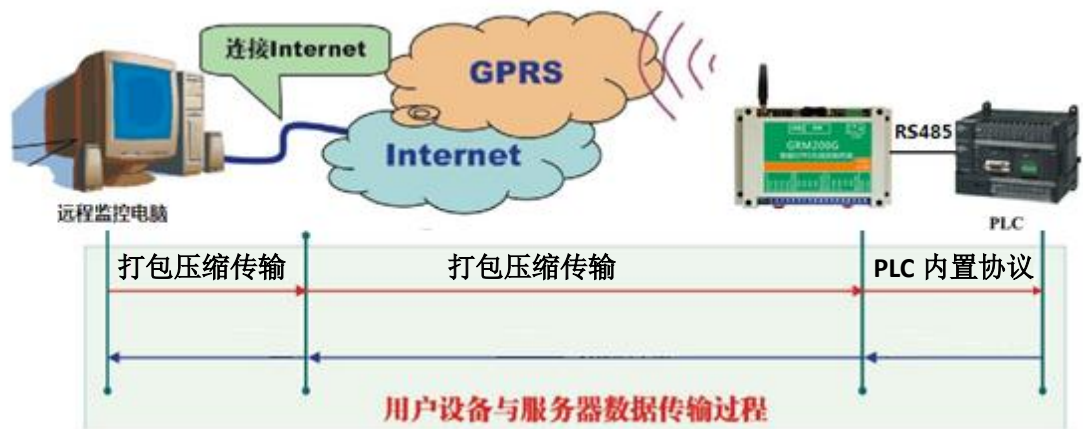 连接Internet
GPRS
Internet
GRM200G
RS485
远程监控电脑
PLC
打包压缩传输
打包压缩传输
PLC 内置协议
用户设备与服务器数据传输过程